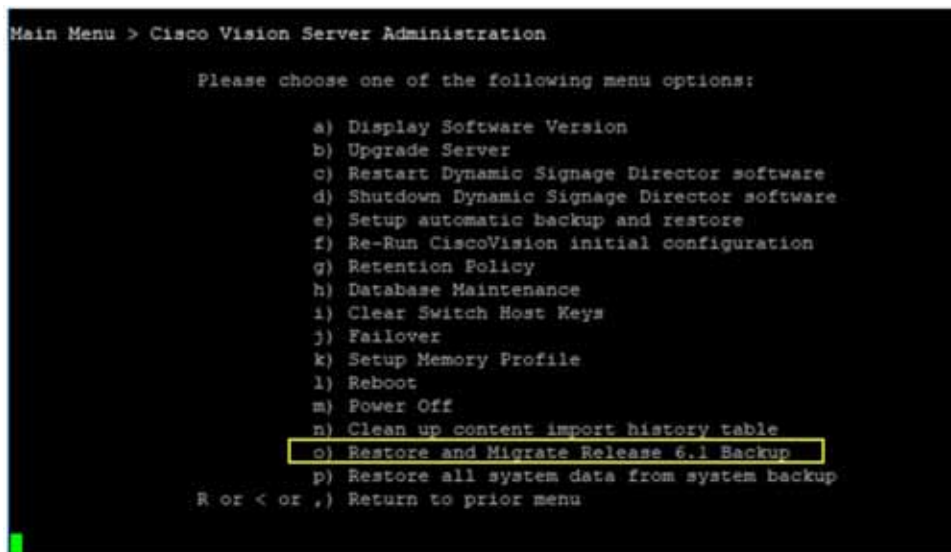 Main Menu > Cisco Vision Server Administration
Please choose one of the following menu options:
a) Display Software Version
b) Upgrade Server
c) Restart Dynamic Signage Director software
d) Shutdown Dynamic Signage Director software
e) Setup automatic backup and restore
f) Re-Run CiscoVision initial configuration
g) Retention Policy
h) Database Maintenance
i) Clear Switch Host Keys
j) Failover
k) Setup Memory Profile
l) Reboot
m) Power Off
n) Clean up content import history table
o) Restore and Migrate Release 6.1 Backup
p) Restore all system data from system backup
R or < or ,) Return to prior menu